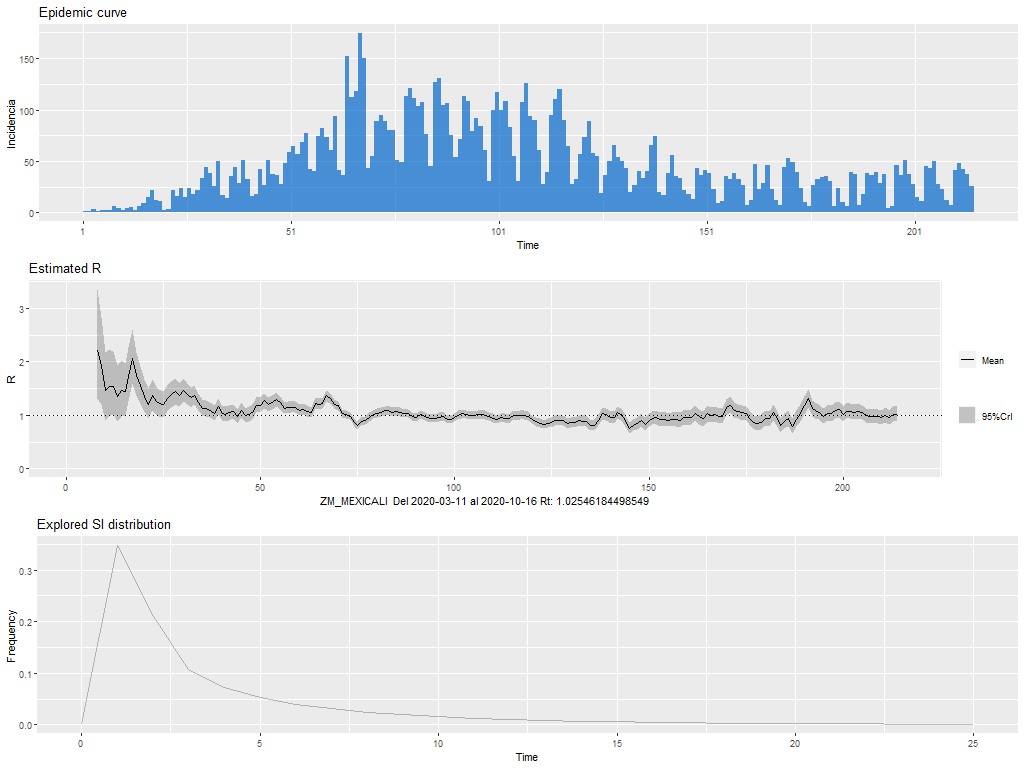 Epidemic curve
Incidencia
150
100
50
0
1
51
101
151
201
Time
Estimated R
R
3
2
1
0
Mean
95%CrI
0
50
100
150
200
ZM_MEXICALI Del 2020-03-11 al 2020-10-16 Rt: 1.02546184498549
Explored SI distribution
Frequency
0.3
0.2
0.1
0.0
0
5
10
15
20
25
Time